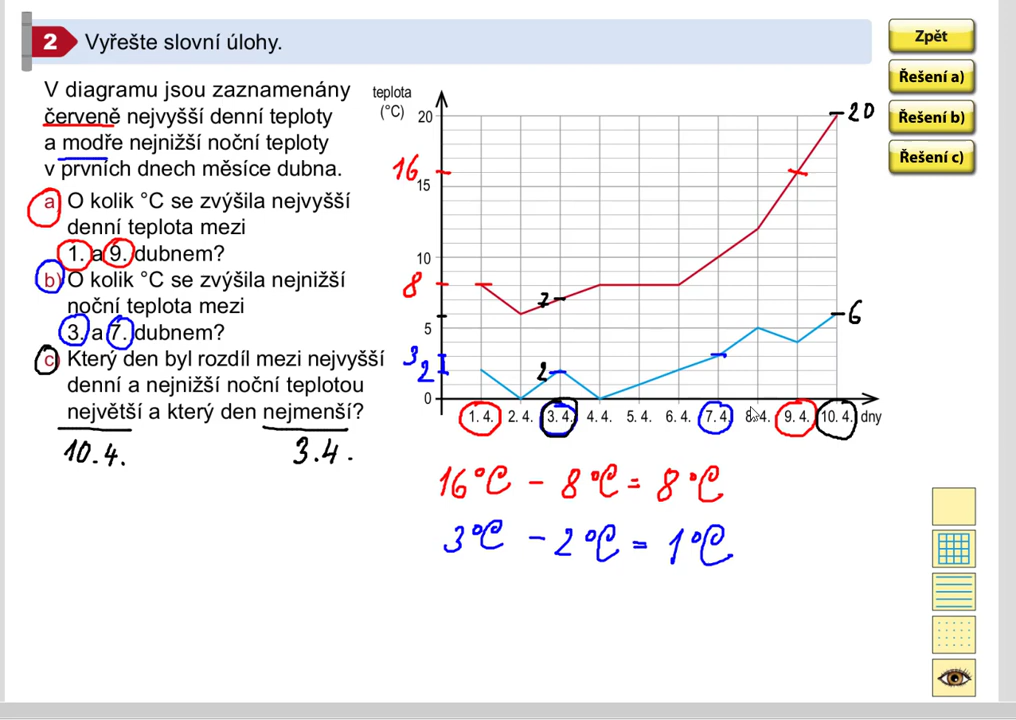 2 Vyřešte slovní úlohy.
Zpět
Řešení a)
Řešení b)
Řešení c)
V diagramu jsou zaznamenány
červeně nejvyšší denní teploty
a modře nejnižší noční teploty
v prvních dnech měsíce dubna.
a) O kolik °C se zvýšila nejvyšší
denní teplota mezi
1. a 9. dubnem?
b) O kolik °C se zvýšila nejnižší
noční teplota mezi
3. a 7. dubnem?
c) Který den byl rozdíl mezi nejvyšší
denní a nejnižší noční teplotou
největší a který den nejmenší?
10.4. 3.4.
teplota
(°C)
20
16
15
10
8
5
3
2
0
20
7
2
6
1. 4. 2. 4. 3. 4. 4. 4. 5. 4. 6. 4. 7. 4. 8. 4. 9. 4. 10. 4. dny
16°C - 8°C = 8°C
3°C - 2°C = 1°C